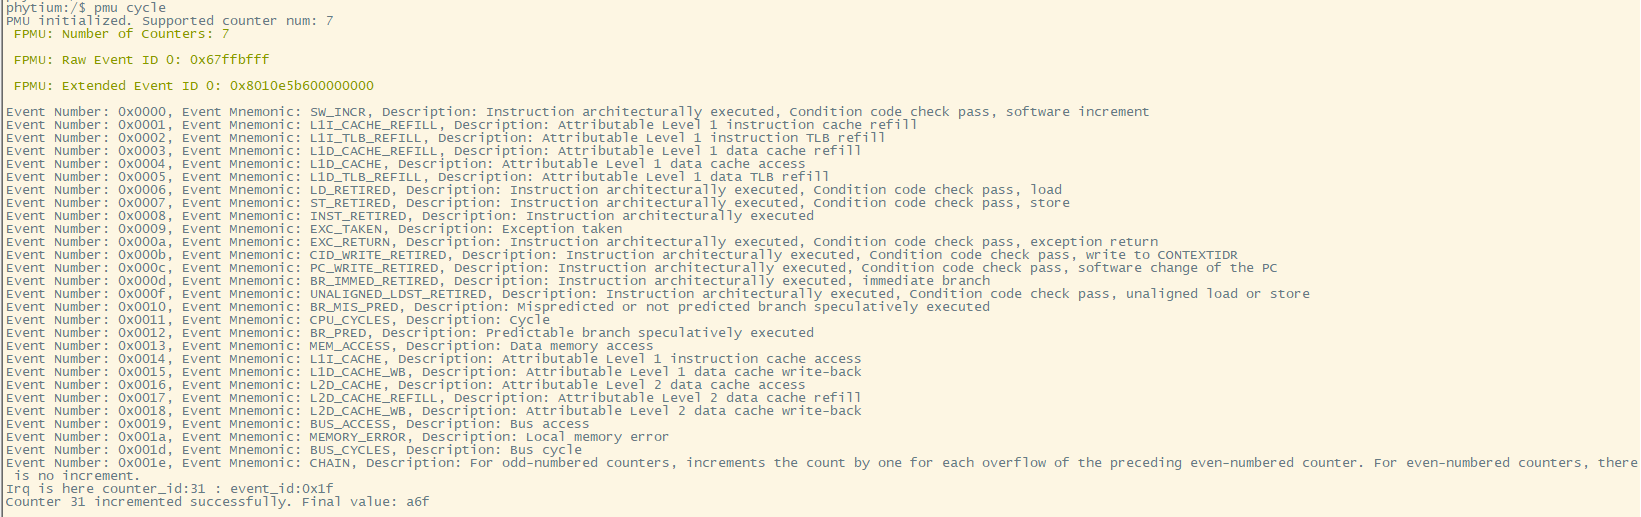 phytium:/$ pmu cycle
PMU initialized. Supported counter num: 7
FPMU: Number of Counters: 7
FPMU: Raw Event ID 0: 0x67ffbfff
FPMU: Extended Event ID 0: 0x8010e5b600000000
Event Number: 0x0000, Event Mnemonic: SW_INCR, Description: Instruction architecturally executed, Condition code check pass, software increment
Event Number: 0x0001, Event Mnemonic: L1I_CACHE_REFILL, Description: Attributable Level 1 instruction cache refill
Event Number: 0x0002, Event Mnemonic: L1I_TLB_REFILL, Description: Attributable Level 1 instruction TLB refill
Event Number: 0x0003, Event Mnemonic: L1D_CACHE_REFILL, Description: Attributable Level 1 data cache refill
Event Number: 0x0004, Event Mnemonic: L1D_CACHE, Description: Attributable Level 1 data cache access
Event Number: 0x0005, Event Mnemonic: L1D_TLB_REFILL, Description: Attributable Level 1 data TLB refill
Event Number: 0x0006, Event Mnemonic: LD_RETIRED, Description: Instruction architecturally executed, Condition code check pass, load
Event Number: 0x0007, Event Mnemonic: ST_RETIRED, Description: Instruction architecturally executed, Condition code check pass, store
Event Number: 0x0008, Event Mnemonic: INST_RETIRED, Description: Instruction architecturally executed
Event Number: 0x0009, Event Mnemonic: EXC_TAKEN, Description: Exception taken
Event Number: 0x000a, Event Mnemonic: EXC_RETURN, Description: Instruction architecturally executed, Condition code check pass, exception return
Event Number: 0x000b, Event Mnemonic: CID_WRITE_RETIRED, Description: Instruction architecturally executed, Condition code check pass, write to CONTEXTIDR
Event Number: 0x000c, Event Mnemonic: PC_WRITE_RETIRED, Description: Instruction architecturally executed, Condition code check pass, software change of the PC
Event Number: 0x000d, Event Mnemonic: BR_IMMED_RETIRED, Description: Instruction architecturally executed, immediate branch
Event Number: 0x000f, Event Mnemonic: UNALIGNED_LDST_RETIRED, Description: Instruction architecturally executed, Condition code check pass, unaligned load or store
Event Number: 0x0010, Event Mnemonic: BR_MIS_PRED, Description: Mispredicted or not predicted branch speculatively executed
Event Number: 0x0011, Event Mnemonic: CPU_CYCLES, Description: Cycle
Event Number: 0x0012, Event Mnemonic: BR_PRED, Description: Predictable branch speculatively executed
Event Number: 0x0013, Event Mnemonic: MEM_ACCESS, Description: Data memory access
Event Number: 0x0014, Event Mnemonic: L1I_CACHE, Description: Attributable Level 1 instruction cache access
Event Number: 0x0015, Event Mnemonic: L1D_CACHE_WB, Description: Attributable Level 1 data cache write-back
Event Number: 0x0016, Event Mnemonic: L2D_CACHE, Description: Attributable Level 2 data cache access
Event Number: 0x0017, Event Mnemonic: L2D_CACHE_REFILL, Description: Attributable Level 2 data cache refill
Event Number: 0x0018, Event Mnemonic: L2D_CACHE_WB, Description: Attributable Level 2 data cache write-back
Event Number: 0x0019, Event Mnemonic: BUS_ACCESS, Description: Bus access
Event Number: 0x001a, Event Mnemonic: MEMORY_ERROR, Description: Local memory error
Event Number: 0x001d, Event Mnemonic: BUS_CYCLES, Description: Bus cycle
Event Number: 0x001e, Event Mnemonic: CHAIN, Description: For odd-numbered counters, increments the count by one for each overflow of the preceding even-numbered counter. For even-numbered counters, there
is no increment.
Irq is here counter_id:31 : event_id:0x1f
Counter 31 incremented successfully. Final value: a6f